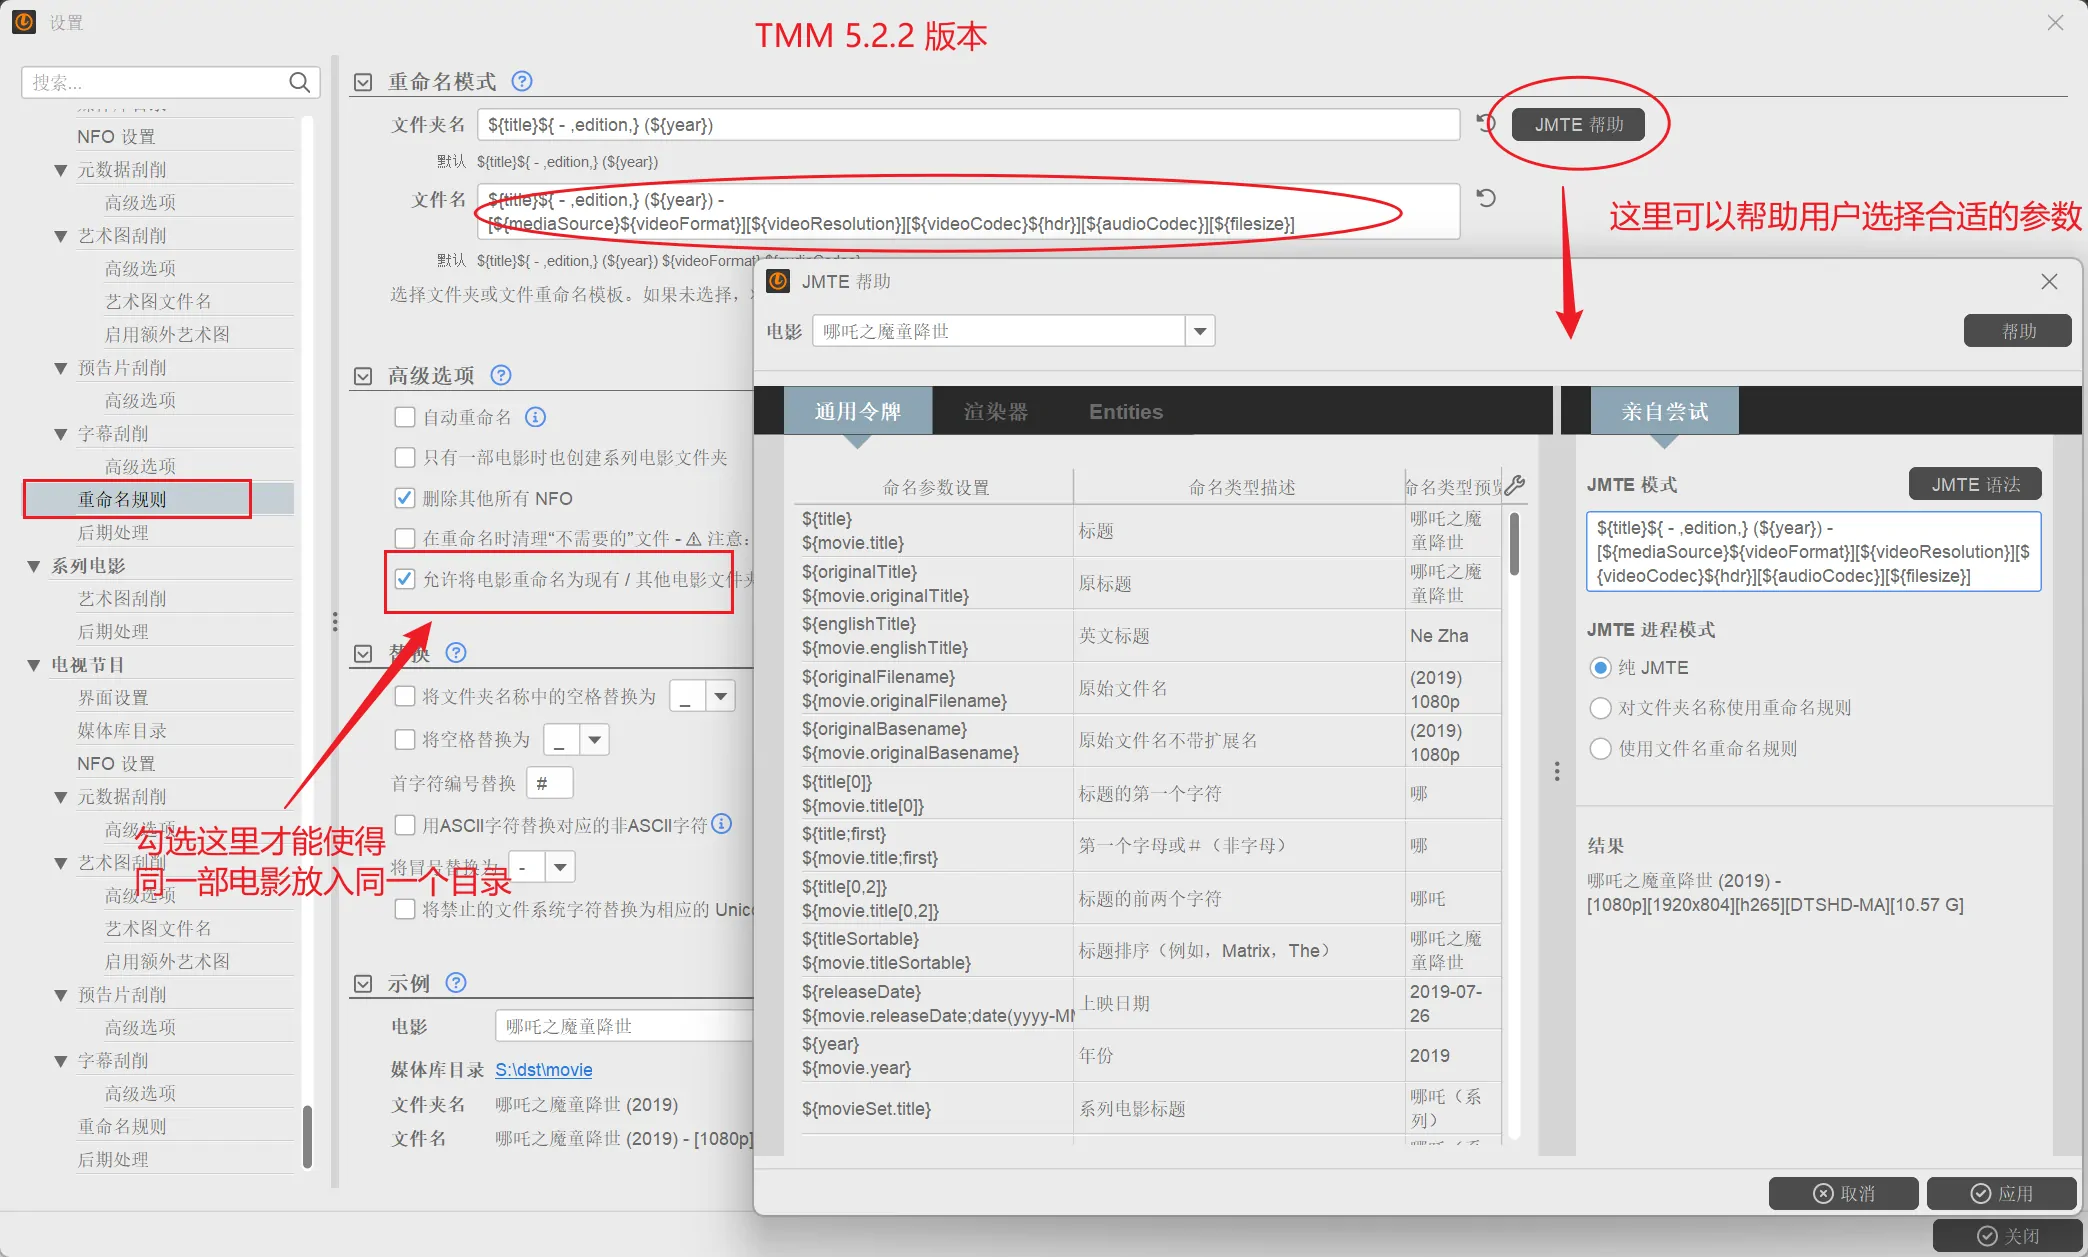 设置
TMM 5.2.2 版本
搜索...
NFO 设置
元数据刮削
高级选项
艺术图刮削
高级选项
艺术图文件名
启用额外艺术图
预告片刮削
高级选项
字幕刮削
高级选项
重命名规则
后期处理
系列电影
艺术图刮削
后期处理
电视节目
界面设置
媒体库目录
NFO 设置
元数据刮削
高级选项
艺术图刮削
高级选项
艺术图文件名
启用额外艺术图
预告片刮削
高级选项
字幕刮削
高级选项
重命名规则
后期处理
重命名模式
文件夹名 ${title}${ - ,edition,} (${year})
JMTE 帮助
默认 ${title}${ - ,edition,} (${year})
文件名 ${title}${ - ,edition,} (${year}) -
[${mediaSource}${videoFormat}][${videoResolution}][${videoCodec}${hdr}][${audioCodec}][${filesize}]
这里可以帮助用户选择合适的参数
默认 ${title}${ - ,edition,} (${year}) ${videoFormat} ${audioCodec}
选择文件夹或文件重命名模板。如果未选择，
高级选项
自动重命名
只有一部电影时也创建系列电影文件夹
删除其他所有 NFO
在重命名时清理“不需要的”文件 - ⚠ 注意:
允许将电影重命名为现有 / 其他电影文件夹
替换
将文件夹名称中的空格替换为 _
将空格替换为 _
首字符编号替换 #
用ASCII字符替换对应的非ASCII字符
将冒号替换为 -
将禁止的文件系统字符替换为相应的 Unico
勾选这里才能使得
同一部电影放入同一个目录
示例
电影 哪吒之魔童降世
媒体库目录 S:\dst\movie
文件夹名 哪吒之魔童降世 (2019)
文件名 哪吒之魔童降世 (2019) - [1080p]
JMTE 帮助
电影 哪吒之魔童降世
帮助
通用令牌 渲染器 Entities
命名参数设置 命名类型描述 命名类型预览
${title}
${movie.title}
标题
哪吒之魔
童降世
${originalTitle}
${movie.originalTitle}
原标题
哪吒之魔
童降世
${englishTitle}
${movie.englishTitle}
英文标题
Ne Zha
${originalFilename}
${movie.originalFilename}
原始文件名
(2019)
1080p
${originalBasename}
${movie.originalBasename}
原始文件名不带扩展名
(2019)
1080p
${title[0]}
${movie.title[0]}
标题的第一个字符
哪
${title;first}
${movie.title;first}
第一个字母或＃（非字母）
哪
${title[0,2]}
${movie.title[0,2]}
标题的前两个字符
哪吒
${titleSortable}
${movie.titleSortable}
标题排序（例如，Matrix，The）
哪吒之魔
童降世
${releaseDate}
${movie.releaseDate;date(yyyy-MM
上映日期
2019-07-
26
${year}
${movie.year}
年份
2019
${movieSet.title}
系列电影标题
哪吒（系
列）
亲自尝试
JMTE 模式
JMTE 语法
${title}${ - ,edition,} (${year}) -
[${mediaSource}${videoFormat}][${videoResolution}][$
{videoCodec}${hdr}][${audioCodec}][${filesize}]
JMTE 进程模式
纯 JMTE
对文件夹名称使用重命名规则
使用文件名重命名规则
结果
哪吒之魔童降世 (2019) -
[1080p][1920x804][h265][DTSHD-MA][10.57 G]
取消
应用
关闭